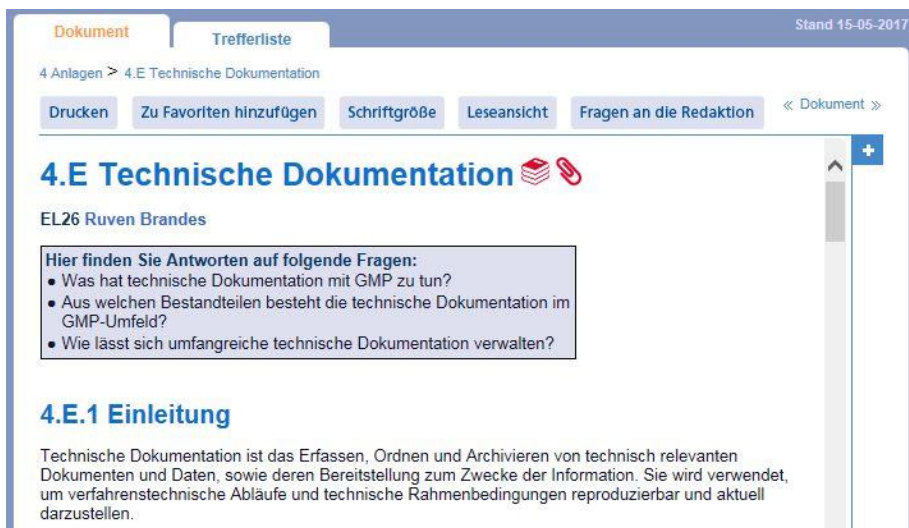 Dokument
Trefferliste
Stand 15-05-2017
4 Anlagen > 4.E Technische Dokumentation
Drucken
Zu Favoriten hinzufügen
Schriftgröße
Leseansicht
Fragen an die Redaktion
« Dokument »
4.E Technische Dokumentation
EL26 Ruven Brandes
Hier finden Sie Antworten auf folgende Fragen:
• Was hat technische Dokumentation mit GMP zu tun?
• Aus welchen Bestandteilen besteht die technische Dokumentation im
GMP-Umfeld?
• Wie lässt sich umfangreiche technische Dokumentation verwalten?
4.E.1 Einleitung
Technische Dokumentation ist das Erfassen, Ordnen und Archivieren von technisch relevanten
Dokumenten und Daten, sowie deren Bereitstellung zum Zwecke der Information. Sie wird verwendet,
um verfahrenstechnische Abläufe und technische Rahmenbedingungen reproduzierbar und aktuell
darzustellen.